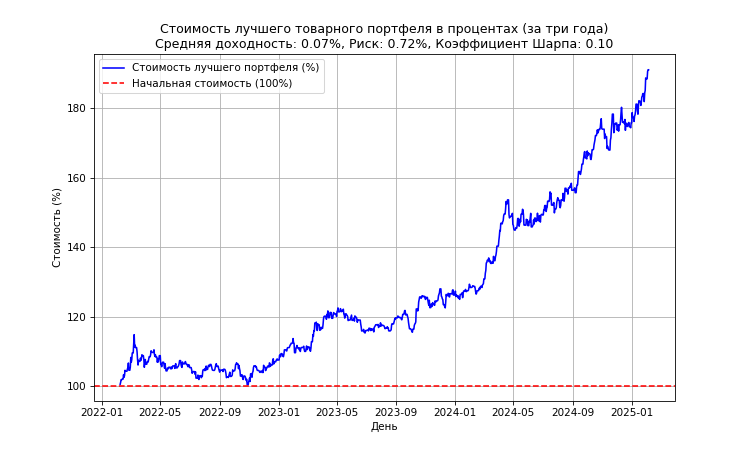 Стоимость лучшего товарного портфеля в процентах (за три года)
Средняя доходность: 0.07%, Риск: 0.72%, Коэффициент Шарпа: 0.10
Стоимость лучшего портфеля (%)
Начальная стоимость (100%)
Стоимость (%)
180
160
140
120
100
2022-01 2022-05 2022-09 2023-01 2023-05 2023-09 2024-01 2024-05 2024-09 2025-01
День